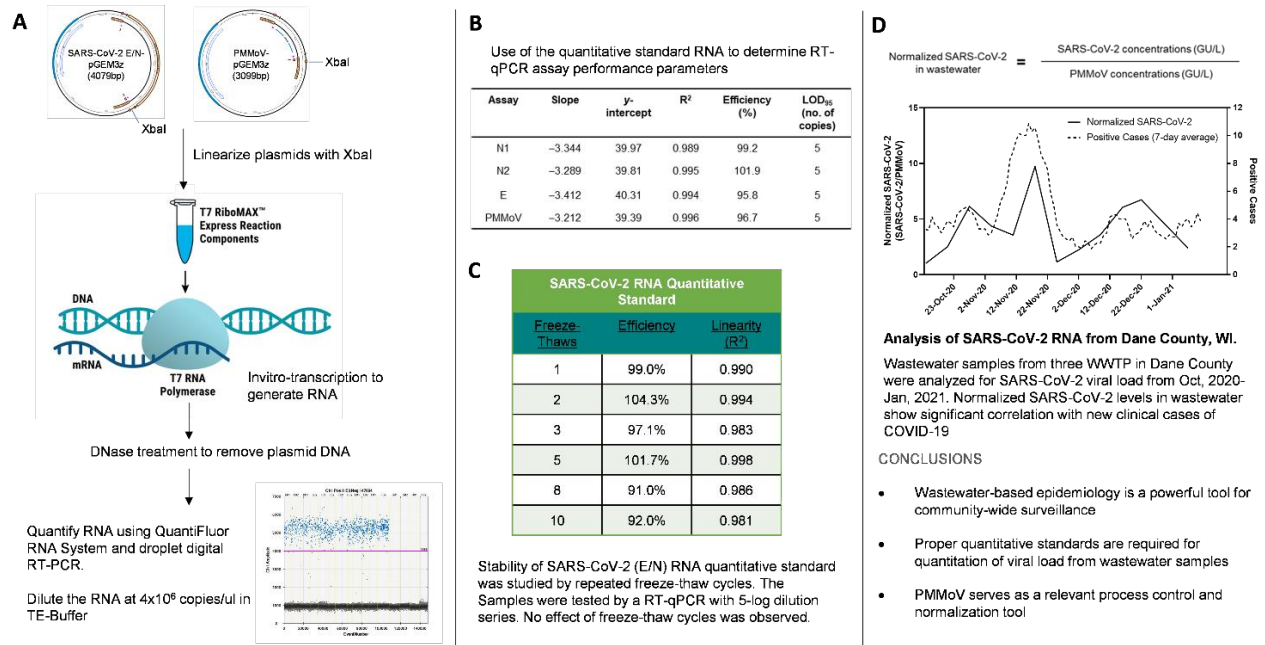 A
SARS-CoV-2 E/N-
pGEM3z
(4079bp)
PMMoV-
pGEM3z
(3099bp)
XbaI
XbaI
Linearize plasmids with XbaI
T7 RiboMAX™
Express Reaction
Components
DNA
mRNA
T7 RNA
Polymerase
Invitro-transcription to
generate RNA
DNase treatment to remove plasmid DNA
Quantify RNA using QuantiFluor
RNA System and droplet digital
RT-PCR.
Dilute the RNA at 4x10⁶ copies/ul in
TE-Buffer
B
Use of the quantitative standard RNA to determine RT-
qPCR assay performance parameters
Assay Slope y-intercept R² Efficiency (%) LOD₉₅ (no. of copies)
N1 −3.344 39.97 0.989 99.2 5
N2 −3.289 39.81 0.995 101.9 5
E −3.412 40.31 0.994 95.8 5
PMMoV −3.212 39.39 0.996 96.7 5
C
SARS-CoV-2 RNA Quantitative
Standard
Freeze-Thaws Efficiency Linearity (R²)
1 99.0% 0.990
2 104.3% 0.994
3 97.1% 0.983
5 101.7% 0.998
8 91.0% 0.986
10 92.0% 0.981
Stability of SARS-CoV-2 (E/N) RNA quantitative standard
was studied by repeated freeze-thaw cycles. The
Samples were tested by a RT-qPCR with 5-log dilution
series. No effect of freeze-thaw cycles was observed.
D
Normalized SARS-CoV-2
in wastewater
=
SARS-CoV-2 concentrations (GU/L)
PMMoV concentrations (GU/L)
Normalized SARS-CoV-2
(SARS-CoV-2/PMMoV)
15
10
5
0
Normalized SARS-CoV-2
Positive Cases (7-day average)
12
10
8
6
4
2
0
Positive Cases
23-Oct-20
2-Nov-20
12-Nov-20
22-Nov-20
2-Dec-20
12-Dec-20
22-Dec-20
1-Jan-21
Analysis of SARS-CoV-2 RNA from Dane County, WI.
Wastewater samples from three WWTP in Dane County
were analyzed for SARS-CoV-2 viral load from Oct, 2020-
Jan, 2021. Normalized SARS-CoV-2 levels in wastewater
show significant correlation with new clinical cases of
COVID-19
CONCLUSIONS
• Wastewater-based epidemiology is a powerful tool for
community-wide surveillance
• Proper quantitative standards are required for
quantitation of viral load from wastewater samples
• PMMoV serves as a relevant process control and
normalization tool